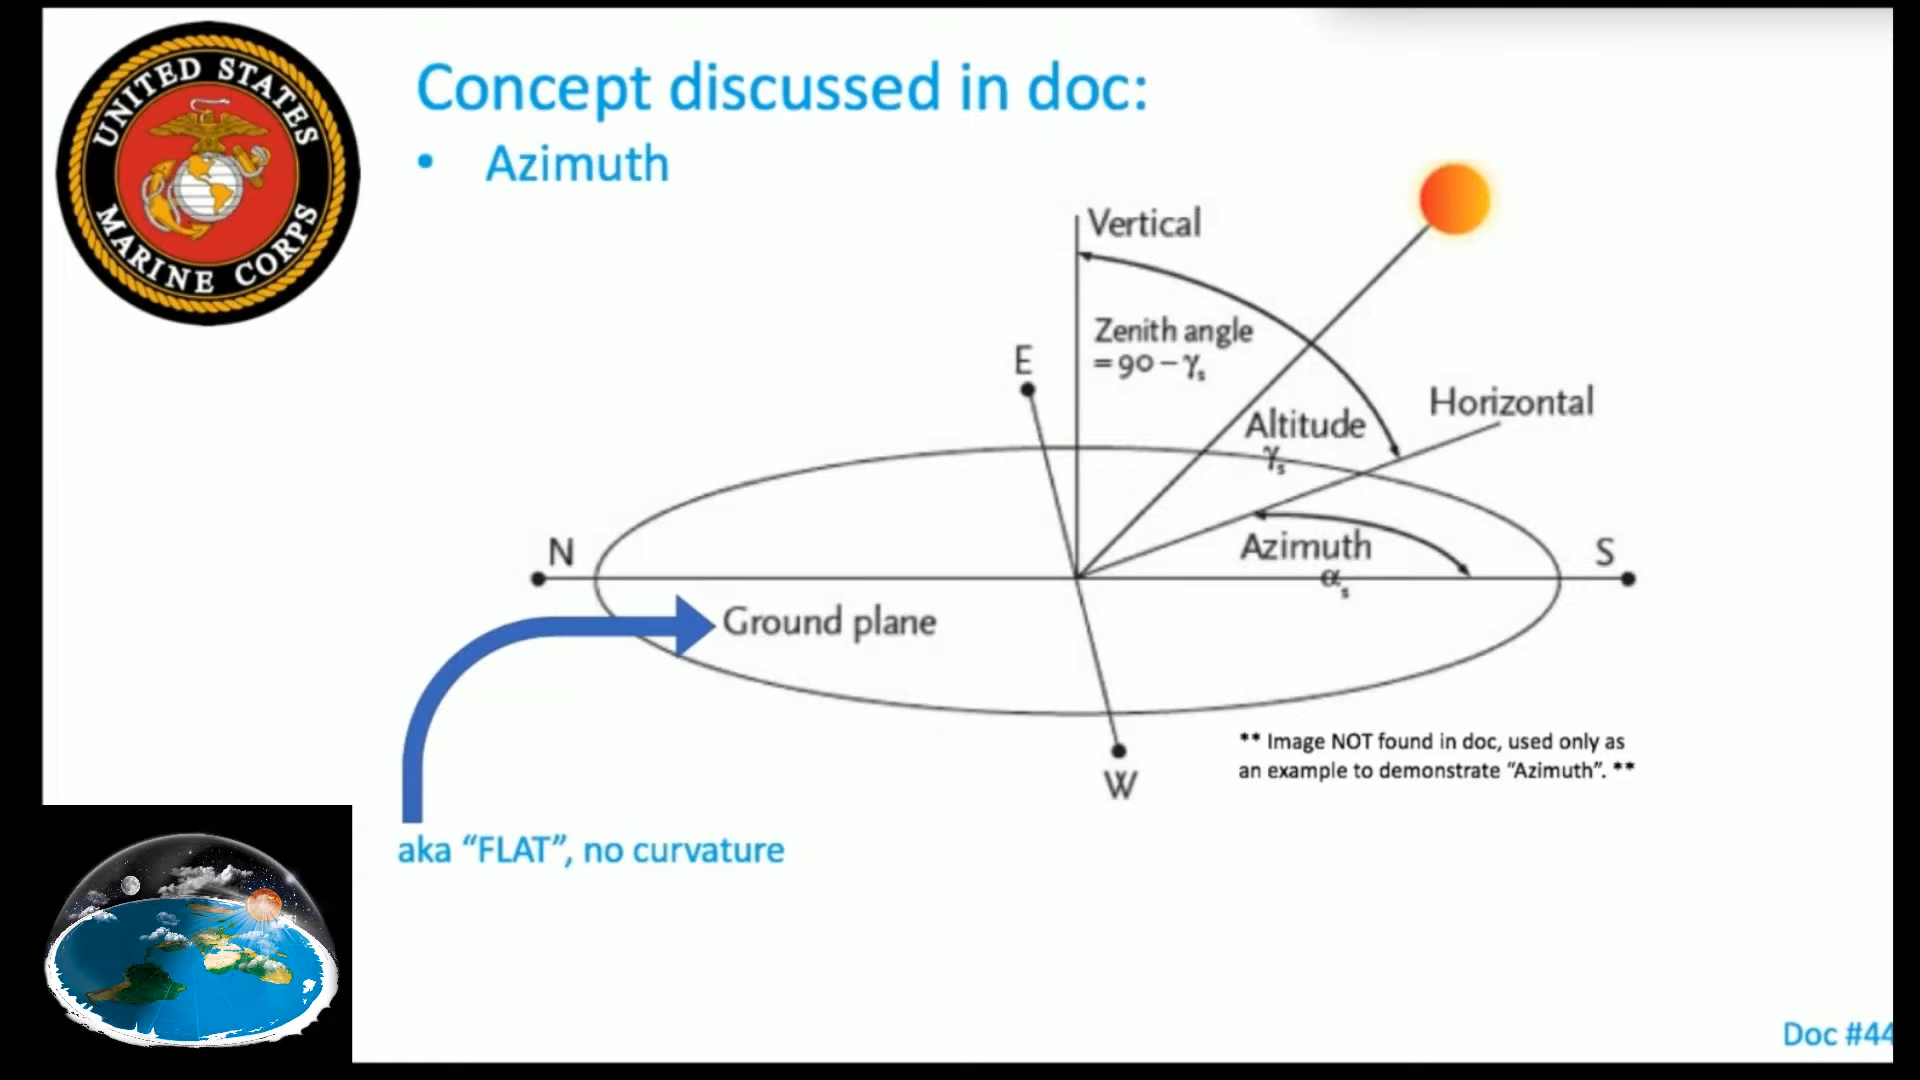 UNITED STATES
MARINE CORPS
Concept discussed in doc:
• Azimuth
Vertical
Zenith angle
= 90 – γs
E
Altitude
γs
Horizontal
N
Azimuth
αs
S
Ground plane
W
** Image NOT found in doc, used only as
an example to demonstrate “Azimuth”. **
aka “FLAT”, no curvature
Doc #44